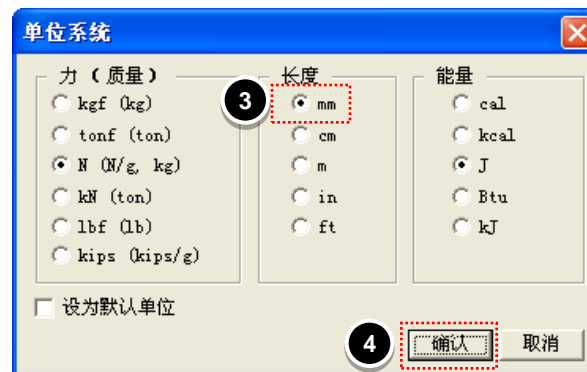 单位系统
力（质量）
kgf (kg)
tonf (ton)
N (N/g, kg)
kN (ton)
lbf (lb)
kips (kips/g)
3
长度
mm
cm
m
in
ft
能量
cal
kcal
J
Btu
kJ
设为默认单位
4
确认
取消